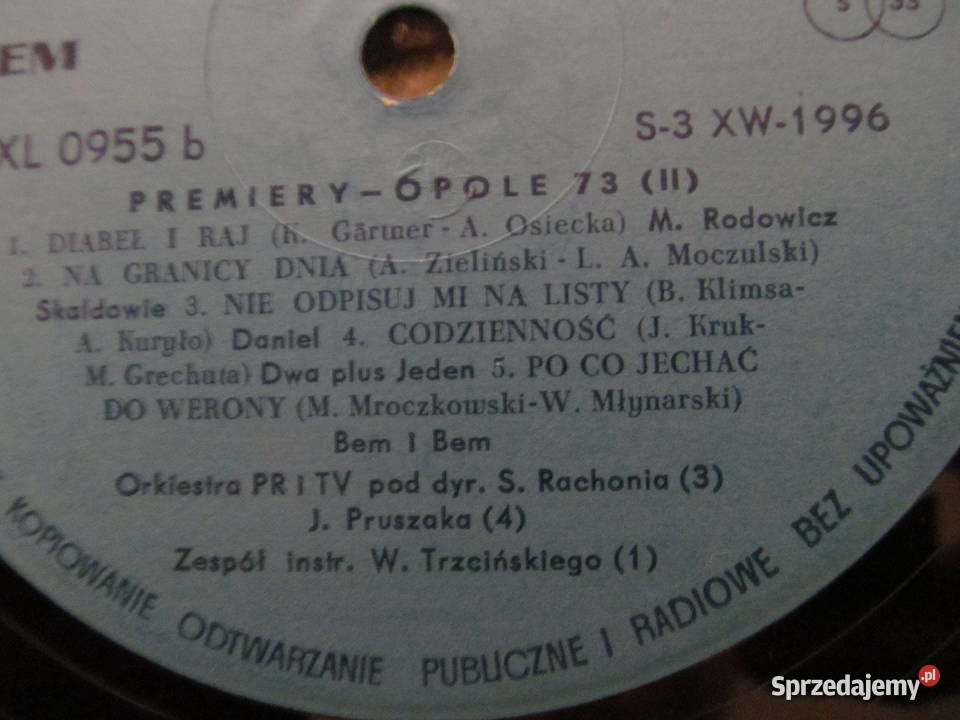 EM
S 33
XL 0955 b
S-3 XW-1996
PREMIERY – OPOLE 73 (II)
1. DIABEŁ I RAJ (K. Gärtner - A. Osiecka) M. Rodowicz
2. NA GRANICY DNIA (A. Zieliński - L. A. Moczulski)
Skaldowie 3. NIE ODPISUJ MI NA LISTY (B. Klimsa-
A. Kuryło) Daniel 4. CODZIENNOŚĆ (J. Kruk-
M. Grechuta) Dwa plus Jeden 5. PO CO JECHAĆ
DO WERONY (M. Mroczkowski-W. Młynarski)
Bem i Bem
Orkiestra PR i TV pod dyr. S. Rachonia (3)
J. Pruszaka (4)
Zespół instr. W. Trzcińskiego (1)
KOPIOWANIE ODTWARZANIE PUBLICZNE I RADIOWE BEZ UPOWAŻNIEN
Sprzedajemy.pl